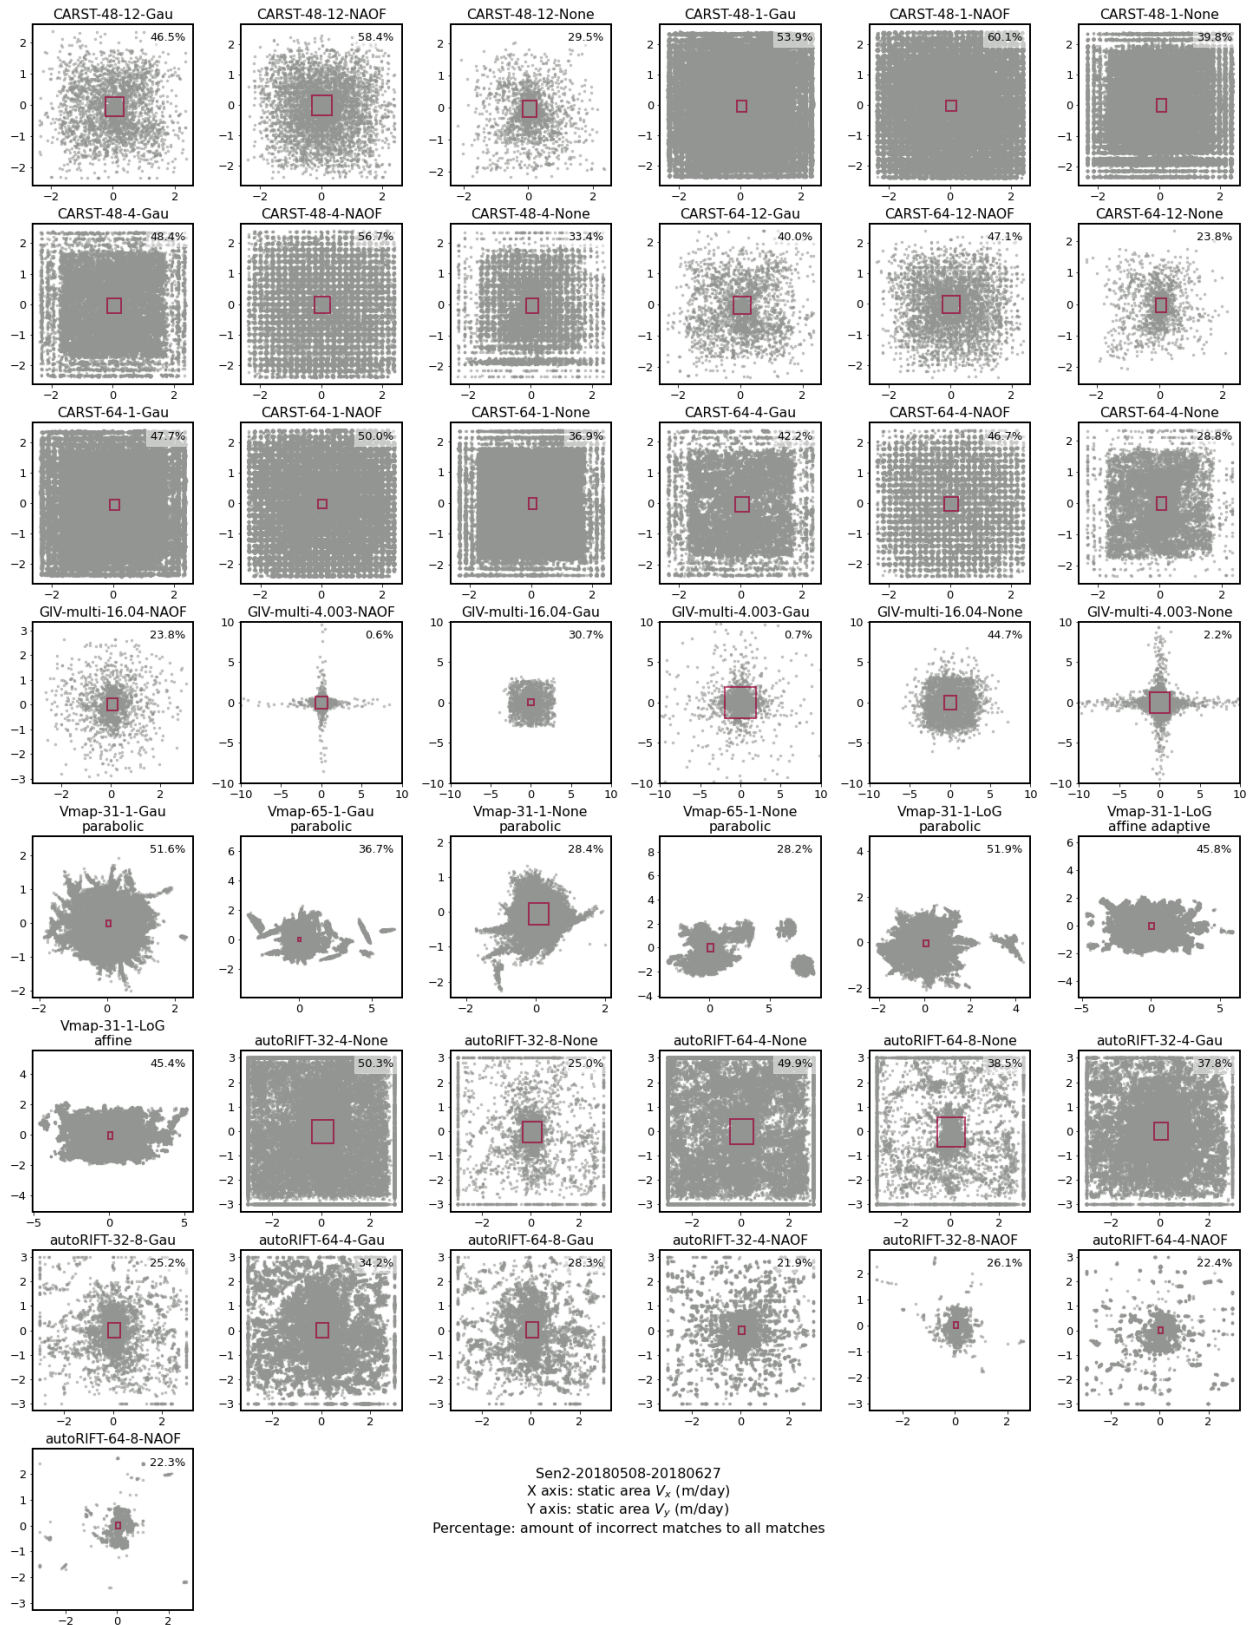 CARST-48-12-Gau CARST-48-12-NAOF CARST-48-12-None CARST-48-1-Gau CARST-48-1-NAOF CARST-48-1-None
46.5% 58.4% 29.5% 53.9% 60.1% 39.8%
CARST-48-4-Gau CARST-48-4-NAOF CARST-48-4-None CARST-64-12-Gau CARST-64-12-NAOF CARST-64-12-None
48.4% 56.7% 33.4% 40.0% 47.1% 23.8%
CARST-64-1-Gau CARST-64-1-NAOF CARST-64-1-None CARST-64-4-Gau CARST-64-4-NAOF CARST-64-4-None
47.7% 50.0% 36.9% 42.2% 46.7% 28.8%
GIV-multi-16.04-NAOF GIV-multi-4.003-NAOF GIV-multi-16.04-Gau GIV-multi-4.003-Gau GIV-multi-16.04-None GIV-multi-4.003-None
23.8% 0.6% 30.7% 0.7% 44.7% 2.2%
Vmap-31-1-Gau Vmap-65-1-Gau Vmap-31-1-None Vmap-65-1-None Vmap-31-1-LoG Vmap-31-1-LoG
parabolic parabolic parabolic parabolic parabolic affine adaptive
51.6% 36.7% 28.4% 28.2% 51.9% 45.8%
Vmap-31-1-LoG
affine autoRIFT-32-4-None autoRIFT-32-8-None autoRIFT-64-4-None autoRIFT-64-8-None autoRIFT-32-4-Gau
45.4% 50.3% 25.0% 49.9% 38.5% 37.8%
autoRIFT-32-8-Gau autoRIFT-64-4-Gau autoRIFT-64-8-Gau autoRIFT-32-4-NAOF autoRIFT-32-8-NAOF autoRIFT-64-4-NAOF
25.2% 34.2% 28.3% 21.9% 26.1% 22.4%
autoRIFT-64-8-NAOF
22.3%
Sen2-20180508-20180627
X axis: static area Vx (m/day)
Y axis: static area Vy (m/day)
Percentage: amount of incorrect matches to all matches